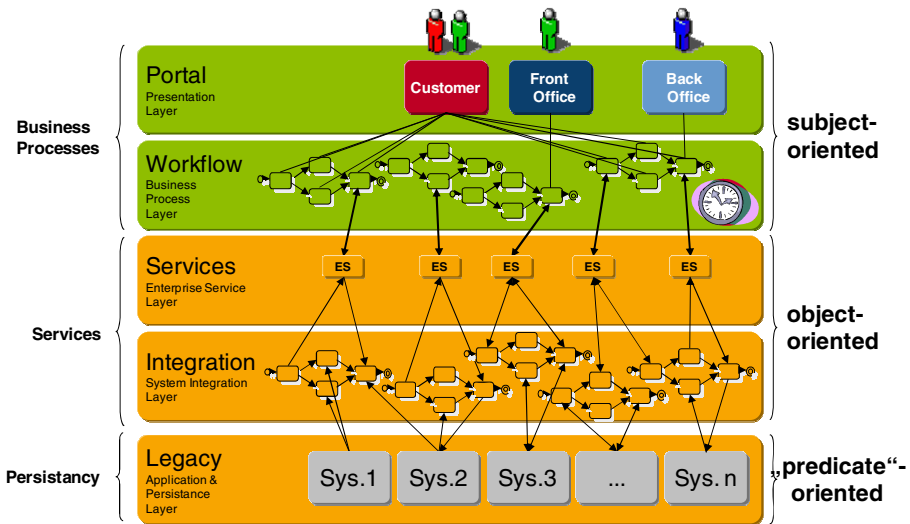 Portal
Presentation
Layer
Customer
Front
Office
Back
Office
Business
Processes
subject-
oriented
Workflow
Business
Process
Layer
Services
Enterprise Service
Layer
ES
ES
ES
ES
ES
Services
object-
oriented
Integration
System Integration
Layer
Persistancy
Legacy
Application &
Persistance
Layer
Sys.1
Sys.2
Sys.3
...
Sys. n
„predicate“-
oriented